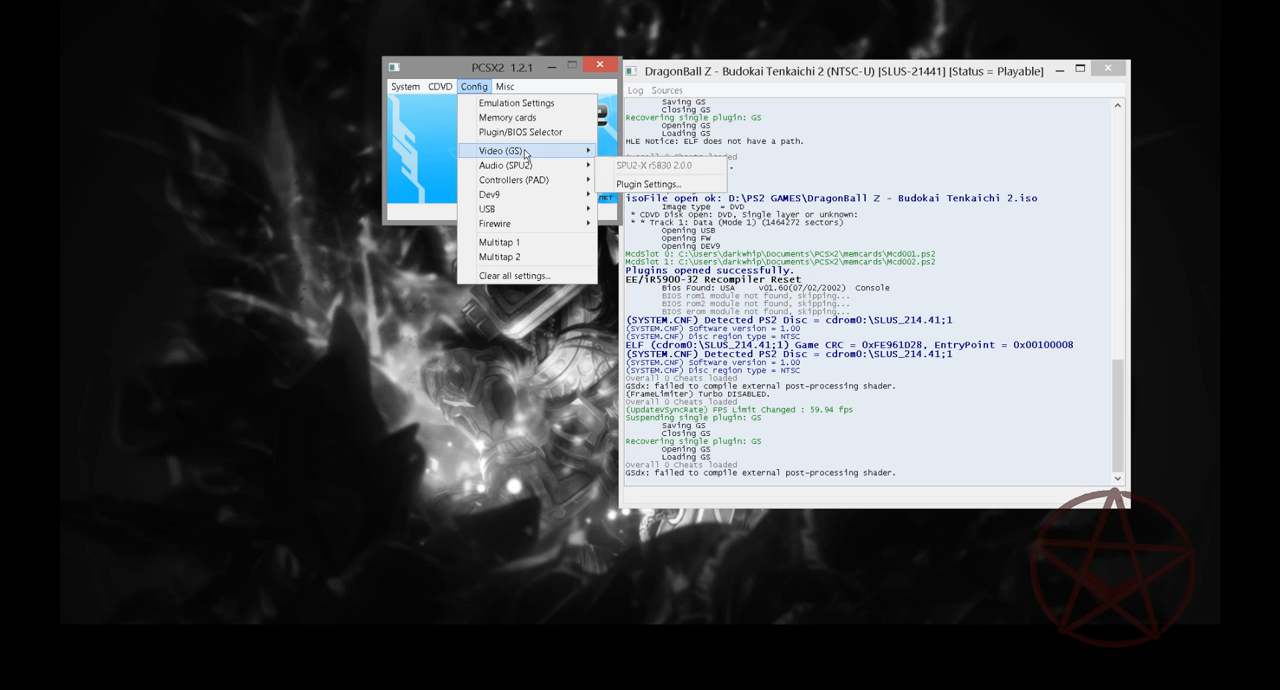 PCSX2 1.2.1
System CDVD Config Misc
Emulation Settings
Memory cards
Plugin/BIOS Selector
Video (GS)
Audio (SPU2)
Controllers (PAD)
Dev9
USB
Firewire
Multitap 1
Multitap 2
Clear all settings...
SPU2-X r5830 2.0.0
Plugin Settings...
DragonBall Z - Budokai Tenkaichi 2 (NTSC-U) [SLUS-21441] [Status = Playable]
Log Sources
Saving GS
Closing GS
Recovering single plugin: GS
Opening GS
Loading GS
HLE Notice: ELF does not have a path.
Overall 0 Cheats loaded
isoFile open ok: D:\PS2 GAMES\DragonBall Z - Budokai Tenkaichi 2.iso
Image type = DVD
* CDVD Disk Open: DVD, Single layer or unknown:
* * Track 1: Data (Mode 1) (1464272 sectors)
Opening USB
Opening FW
Opening DEV9
McdSlot 0: C:\Users\darkwhip\Documents\PCSX2\memcards\Mcd001.ps2
McdSlot 1: C:\Users\darkwhip\Documents\PCSX2\memcards\Mcd002.ps2
Plugins opened successfully.
EE/iR5900-32 Recompiler Reset
Bios Found: USA v01.60(07/02/2002) Console
BIOS rom1 module not found, skipping...
BIOS rom2 module not found, skipping...
BIOS erom module not found, skipping...
(SYSTEM.CNF) Detected PS2 Disc = cdrom0:\SLUS_214.41;1
(SYSTEM.CNF) Software version = 1.00
(SYSTEM.CNF) Disc region type = NTSC
ELF (cdrom0:\SLUS_214.41;1) Game CRC = 0xFE961D28, EntryPoint = 0x00100008
(SYSTEM.CNF) Detected PS2 Disc = cdrom0:\SLUS_214.41;1
(SYSTEM.CNF) Software version = 1.00
(SYSTEM.CNF) Disc region type = NTSC
Overall 0 Cheats loaded
GSdx: failed to compile external post-processing shader.
(FrameLimiter) Turbo DISABLED.
Overall 0 Cheats loaded
(UpdateVSyncRate) FPS Limit Changed : 59.94 fps
Suspending single plugin: GS
Saving GS
Closing GS
Recovering single plugin: GS
Opening GS
Loading GS
Overall 0 Cheats loaded
GSdx: failed to compile external post-processing shader.